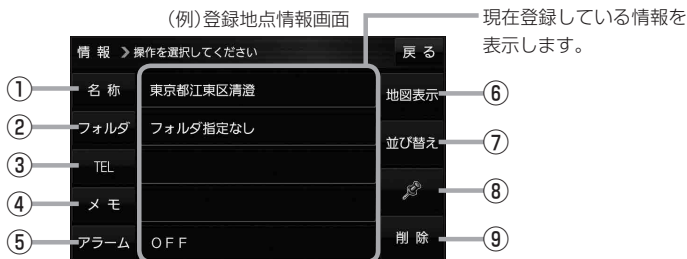 (例)登録地点情報画面
現在登録している情報を
表示します。
情 報 操作を選択してください 戻 る
① 名 称 東京都江東区清澄 地図表示 ⑥
② フォルダ フォルダ指定なし 並び替え ⑦
③ TEL ⑧
④ メ モ
⑤ アラーム OFF 削 除 ⑨